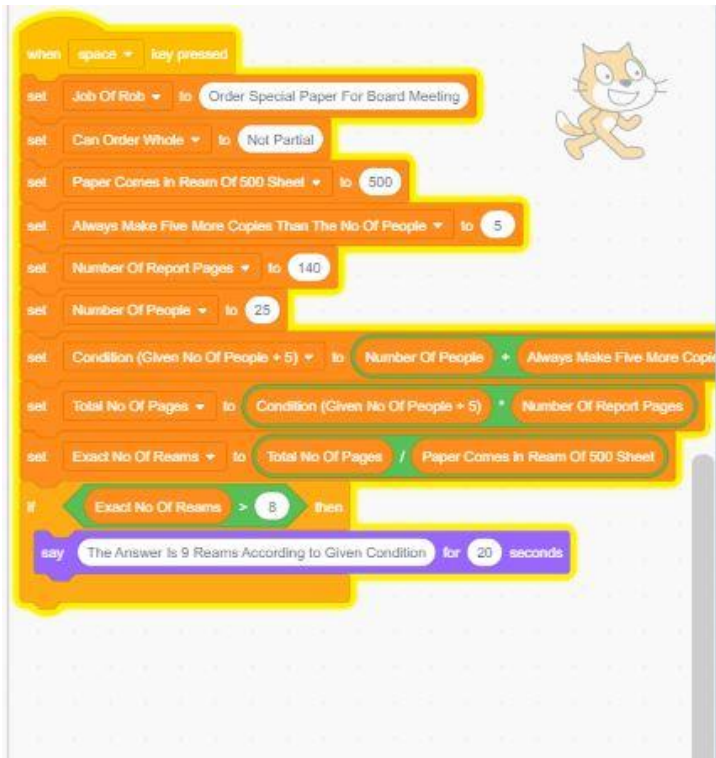 when space key pressed
set Job Of Rob to Order Special Paper For Board Meeting
set Can Order Whole to Not Partial
set Paper Comes In Ream Of 500 Sheet to 500
set Always Make Five More Copies Than The No Of People to 5
set Number Of Report Pages to 140
set Number Of People to 25
set Condition (Given No Of People + 5) to Number Of People + Always Make Five More Copie
set Total No Of Pages to Condition (Given No Of People + 5) * Number Of Report Pages
set Exact No Of Reams to Total No Of Pages / Paper Comes In Ream Of 500 Sheet
if Exact No Of Reams > 8 then
say The Answer Is 9 Reams According to Given Condition for 20 seconds